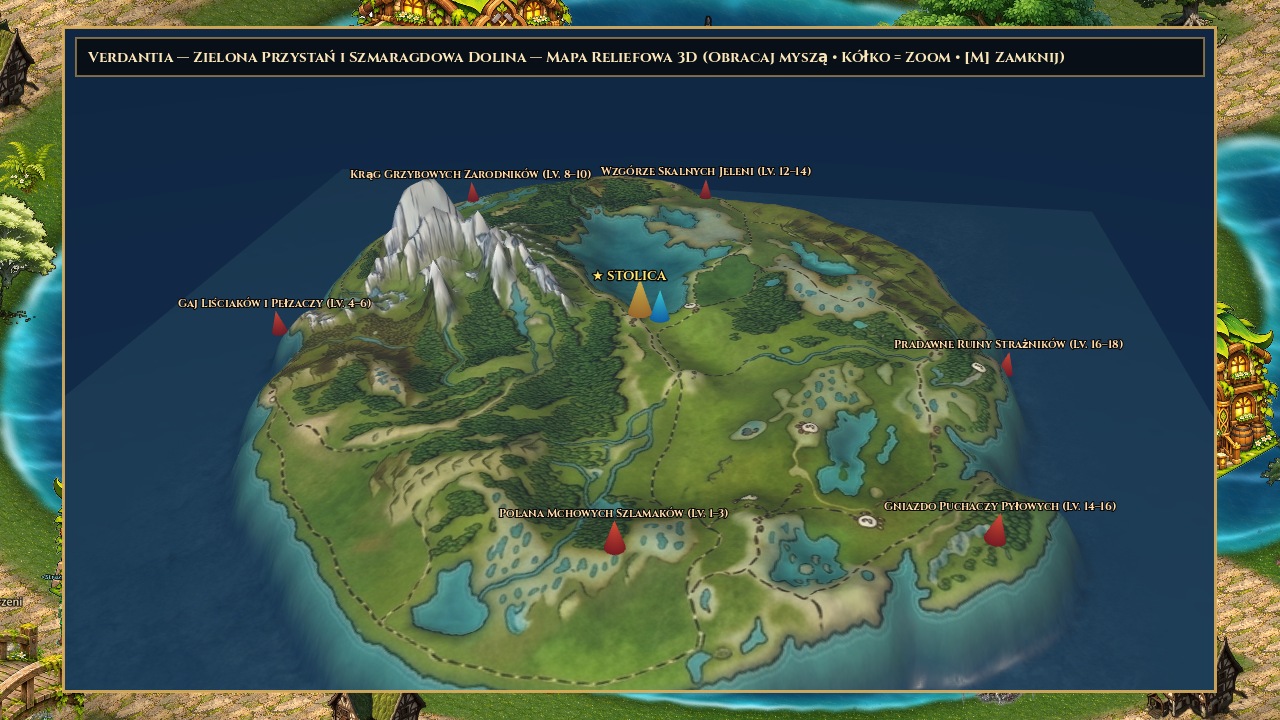 Verdantia — Zielona Przystań i Szmaragdowa Dolina — Mapa Reliefowa 3D (Obracaj myszą • Kółko = Zoom • [M] Zamknij)
Krąg Grzybowych Zarodników (Lv. 8–10)
Wzgórze Skalnych Jeleni (Lv. 12–14)
★ STOLICA
Gaj Liściaków i Pełzaczy (Lv. 4–6)
Pradawne Ruiny Strażników (Lv. 16–18)
Gniazdo Puchaczy Pyłowych (Lv. 14–16)
Polana Mchowych Szlamaków (Lv. 1–3)
rzeni